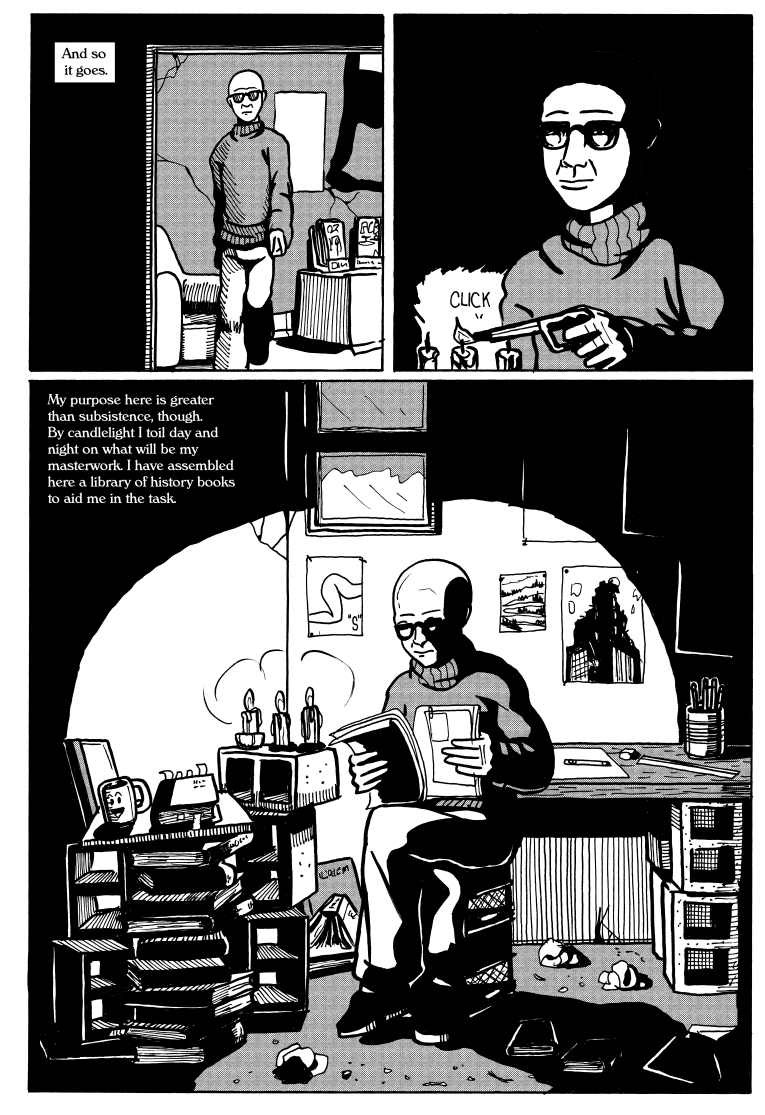 And so
it goes.
CLICK
My purpose here is greater
than subsistence, though.
By candlelight I toil day and
night on what will be my
masterwork. I have assembled
here a library of history books
to aid me in the task.
"S"